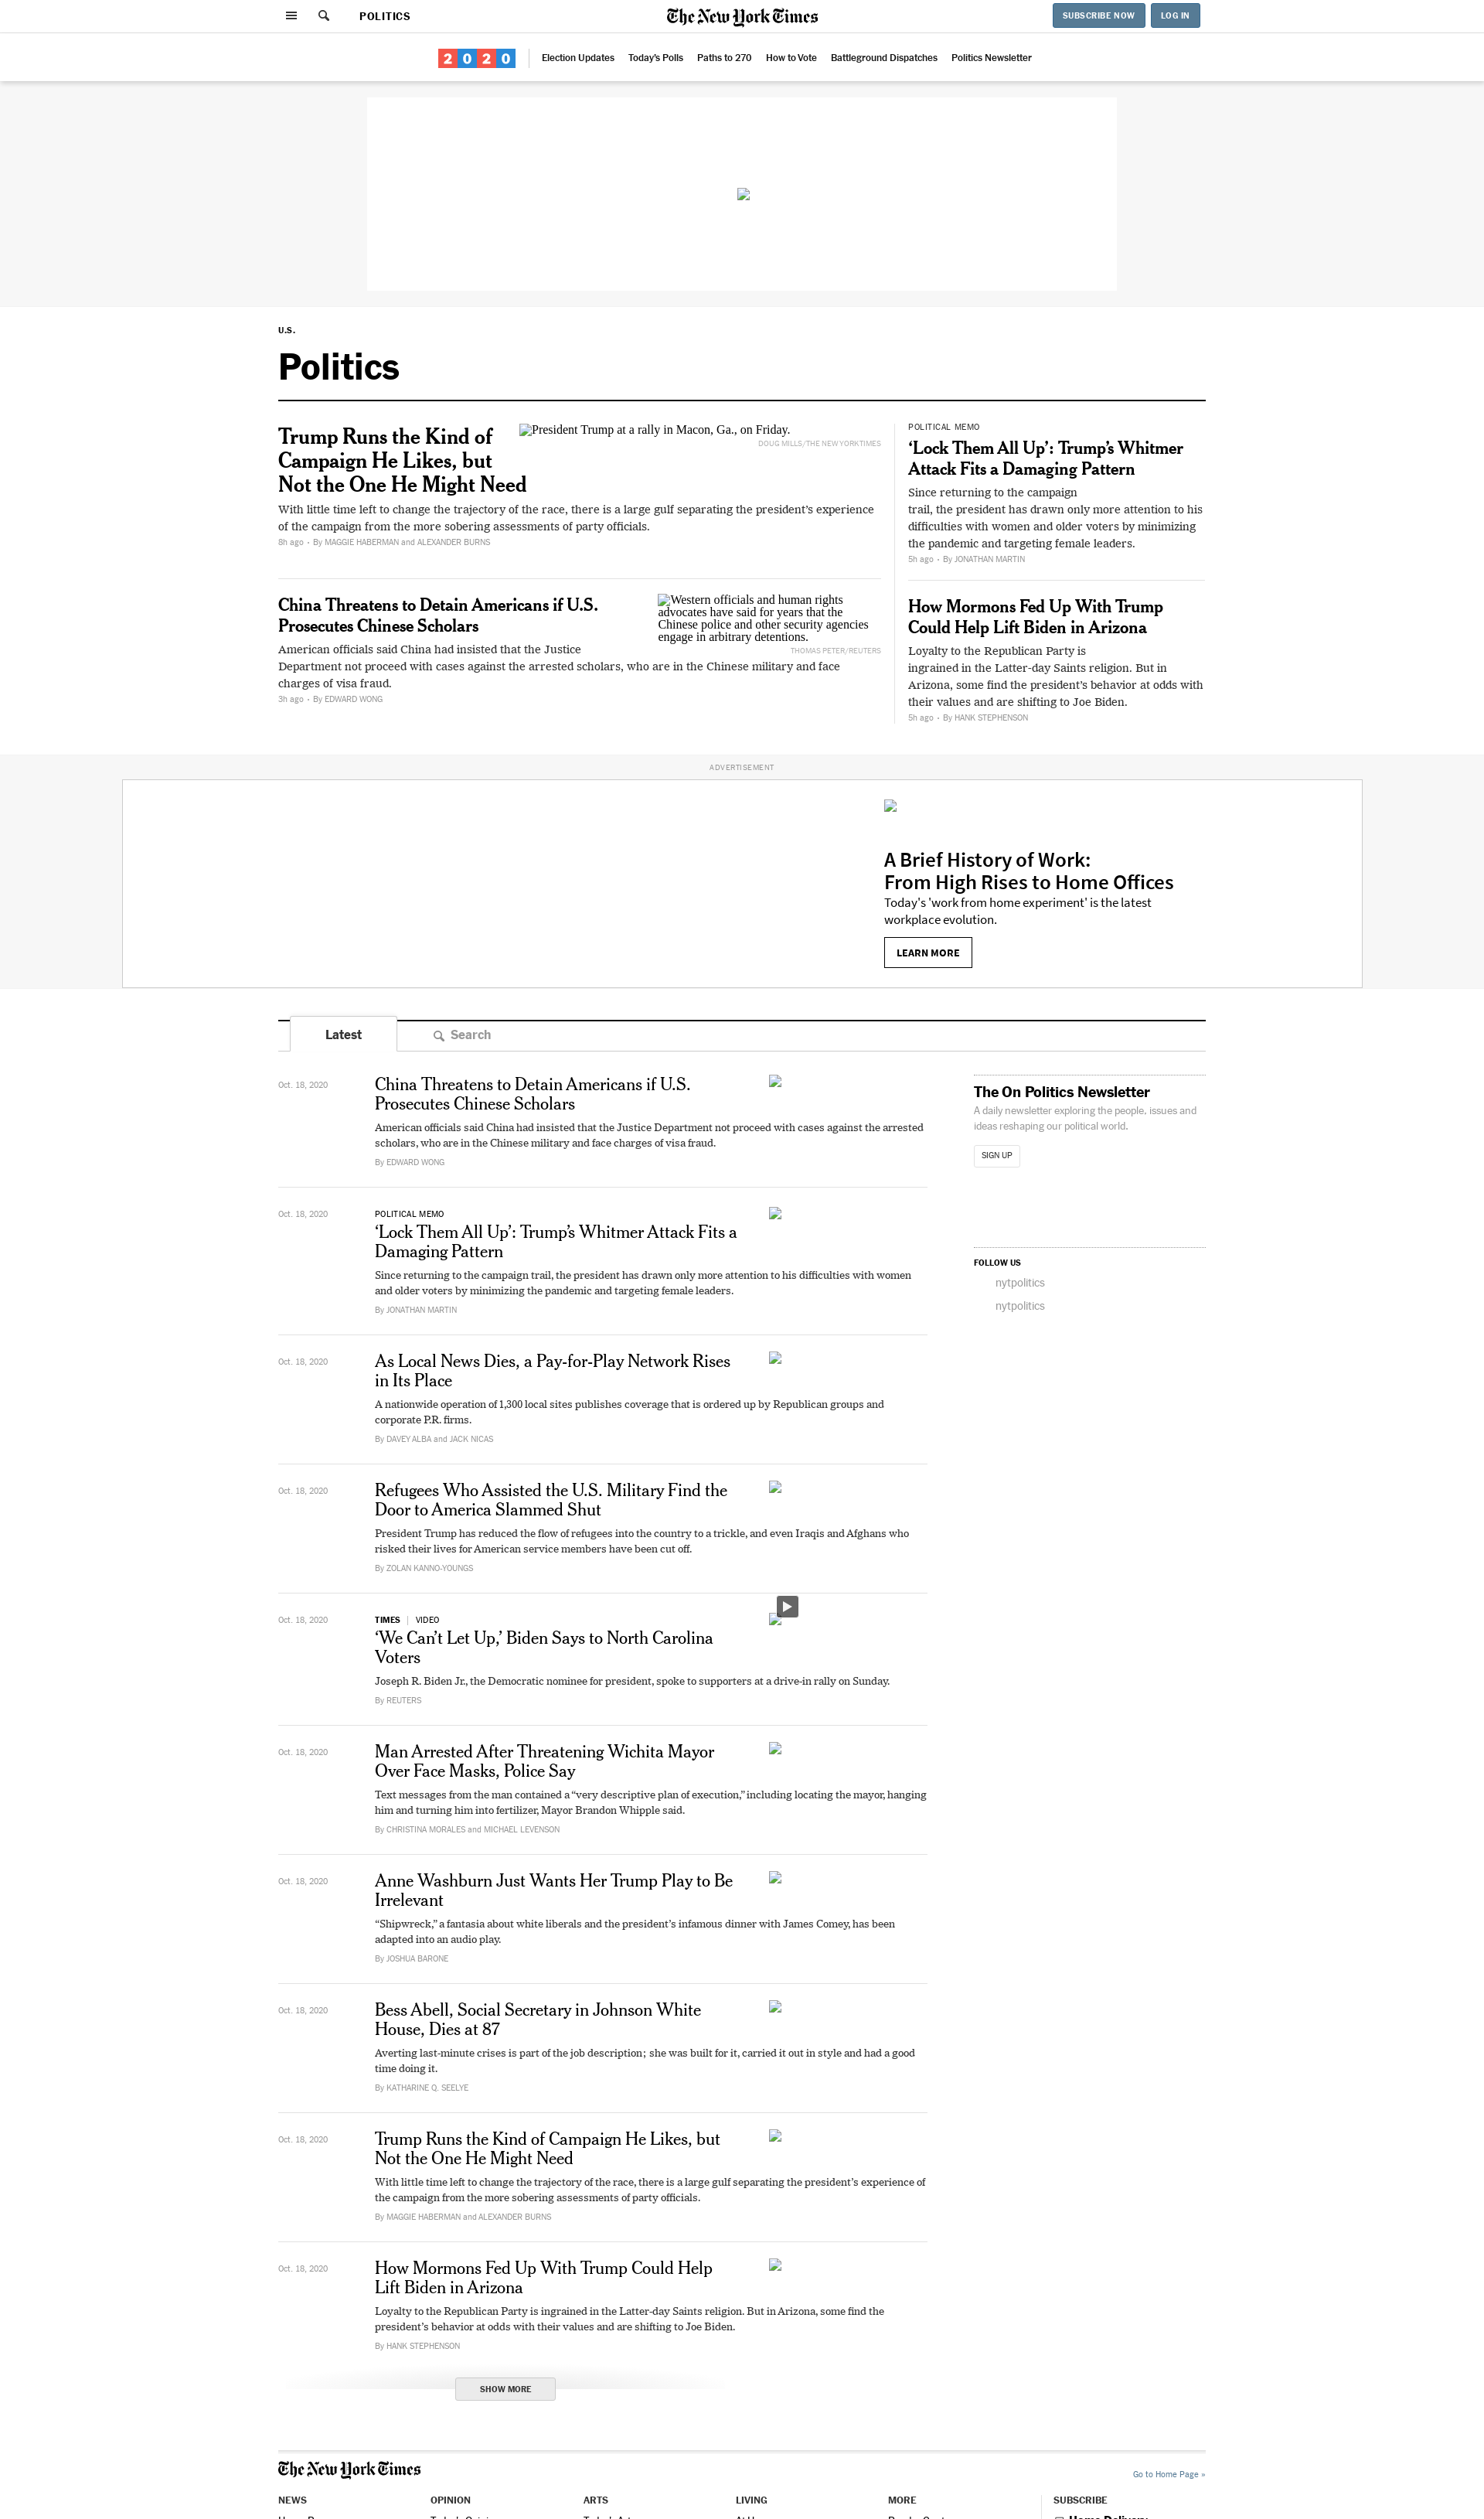 POLITICS
The New York Times
SUBSCRIBE NOW
LOG IN
2020
Election Updates
Today's Polls
Paths to 270
How to Vote
Battleground Dispatches
Politics Newsletter
U.S.
Politics
Trump Runs the Kind of
Campaign He Likes, but
Not the One He Might Need
President Trump at a rally in Macon, Ga., on Friday.
DOUG MILLS/THE NEW YORK TIMES
With little time left to change the trajectory of the race, there is a large gulf separating the president's experience
of the campaign from the more sobering assessments of party officials.
8h ago • By MAGGIE HABERMAN and ALEXANDER BURNS
China Threatens to Detain Americans if U.S.
Prosecutes Chinese Scholars
Western officials and human rights
advocates have said for years that the
Chinese police and other security agencies
engage in arbitrary detentions.
THOMAS PETER/REUTERS
American officials said China had insisted that the Justice
Department not proceed with cases against the arrested scholars, who are in the Chinese military and face
charges of visa fraud.
3h ago • By EDWARD WONG
POLITICAL MEMO
‘Lock Them All Up’: Trump’s Whitmer
Attack Fits a Damaging Pattern
Since returning to the campaign
trail, the president has drawn only more attention to his
difficulties with women and older voters by minimizing
the pandemic and targeting female leaders.
5h ago • By JONATHAN MARTIN
How Mormons Fed Up With Trump
Could Help Lift Biden in Arizona
Loyalty to the Republican Party is
ingrained in the Latter-day Saints religion. But in
Arizona, some find the president’s behavior at odds with
their values and are shifting to Joe Biden.
5h ago • By HANK STEPHENSON
ADVERTISEMENT
A Brief History of Work:
From High Rises to Home Offices
Today's 'work from home experiment' is the latest
workplace evolution.
LEARN MORE
Latest
Search
Oct. 18, 2020
China Threatens to Detain Americans if U.S.
Prosecutes Chinese Scholars
American officials said China had insisted that the Justice Department not proceed with cases against the arrested
scholars, who are in the Chinese military and face charges of visa fraud.
By EDWARD WONG
Oct. 18, 2020
POLITICAL MEMO
‘Lock Them All Up’: Trump’s Whitmer Attack Fits a
Damaging Pattern
Since returning to the campaign trail, the president has drawn only more attention to his difficulties with women
and older voters by minimizing the pandemic and targeting female leaders.
By JONATHAN MARTIN
Oct. 18, 2020
As Local News Dies, a Pay-for-Play Network Rises
in Its Place
A nationwide operation of 1,300 local sites publishes coverage that is ordered up by Republican groups and
corporate P.R. firms.
By DAVEY ALBA and JACK NICAS
Oct. 18, 2020
Refugees Who Assisted the U.S. Military Find the
Door to America Slammed Shut
President Trump has reduced the flow of refugees into the country to a trickle, and even Iraqis and Afghans who
risked their lives for American service members have been cut off.
By ZOLAN KANNO-YOUNGS
Oct. 18, 2020
TIMES | VIDEO
‘We Can’t Let Up,’ Biden Says to North Carolina
Voters
Joseph R. Biden Jr., the Democratic nominee for president, spoke to supporters at a drive-in rally on Sunday.
By REUTERS
Oct. 18, 2020
Man Arrested After Threatening Wichita Mayor
Over Face Masks, Police Say
Text messages from the man contained a “very descriptive plan of execution,” including locating the mayor, hanging
him and turning him into fertilizer, Mayor Brandon Whipple said.
By CHRISTINA MORALES and MICHAEL LEVENSON
Oct. 18, 2020
Anne Washburn Just Wants Her Trump Play to Be
Irrelevant
“Shipwreck,” a fantasia about white liberals and the president’s infamous dinner with James Comey, has been
adapted into an audio play.
By JOSHUA BARONE
Oct. 18, 2020
Bess Abell, Social Secretary in Johnson White
House, Dies at 87
Averting last-minute crises is part of the job description; she was built for it, carried it out in style and had a good
time doing it.
By KATHARINE Q. SEELYE
Oct. 18, 2020
Trump Runs the Kind of Campaign He Likes, but
Not the One He Might Need
With little time left to change the trajectory of the race, there is a large gulf separating the president’s experience of
the campaign from the more sobering assessments of party officials.
By MAGGIE HABERMAN and ALEXANDER BURNS
Oct. 18, 2020
How Mormons Fed Up With Trump Could Help
Lift Biden in Arizona
Loyalty to the Republican Party is ingrained in the Latter-day Saints religion. But in Arizona, some find the
president’s behavior at odds with their values and are shifting to Joe Biden.
By HANK STEPHENSON
SHOW MORE
The On Politics Newsletter
A daily newsletter exploring the people, issues and
ideas reshaping our political world.
SIGN UP
FOLLOW US
nytpolitics
nytpolitics
The New York Times
Go to Home Page »
NEWS
OPINION
ARTS
LIVING
MORE
SUBSCRIBE